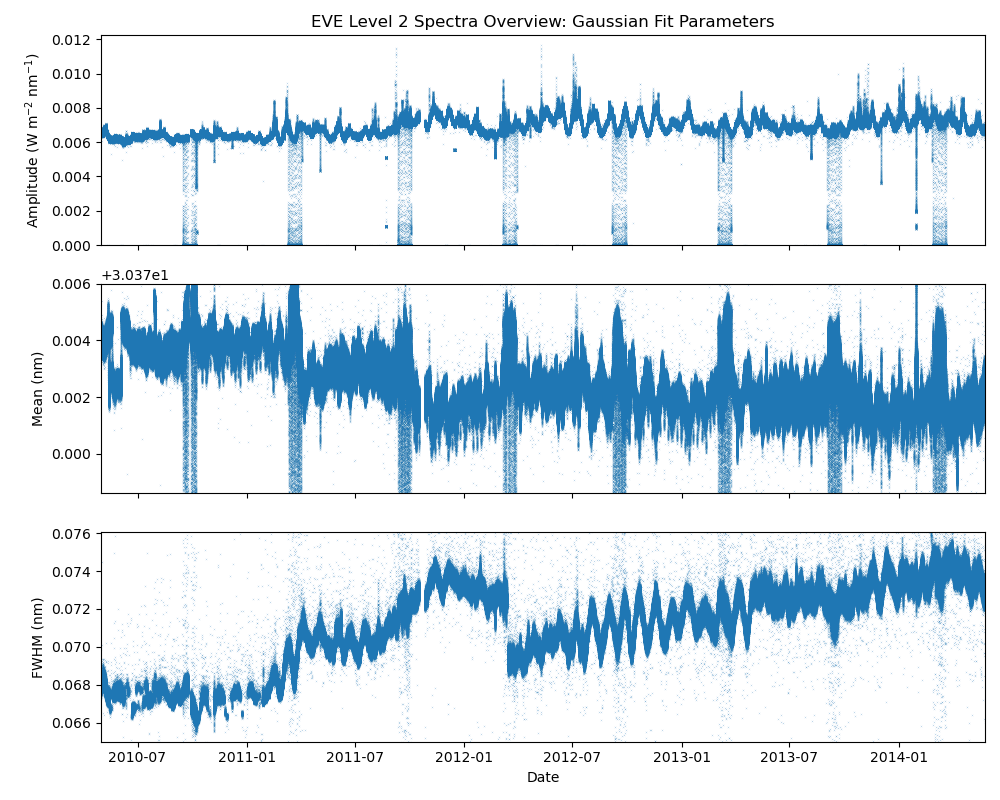 EVE Level 2 Spectra Overview: Gaussian Fit Parameters
Amplitude (W m⁻² nm⁻¹)
0.012
0.010
0.008
0.006
0.004
0.002
0.000
+3.037e1
Mean (nm)
0.006
0.004
0.002
0.000
FWHM (nm)
0.076
0.074
0.072
0.070
0.068
0.066
2010-07 2011-01 2011-07 2012-01 2012-07 2013-01 2013-07 2014-01
Date